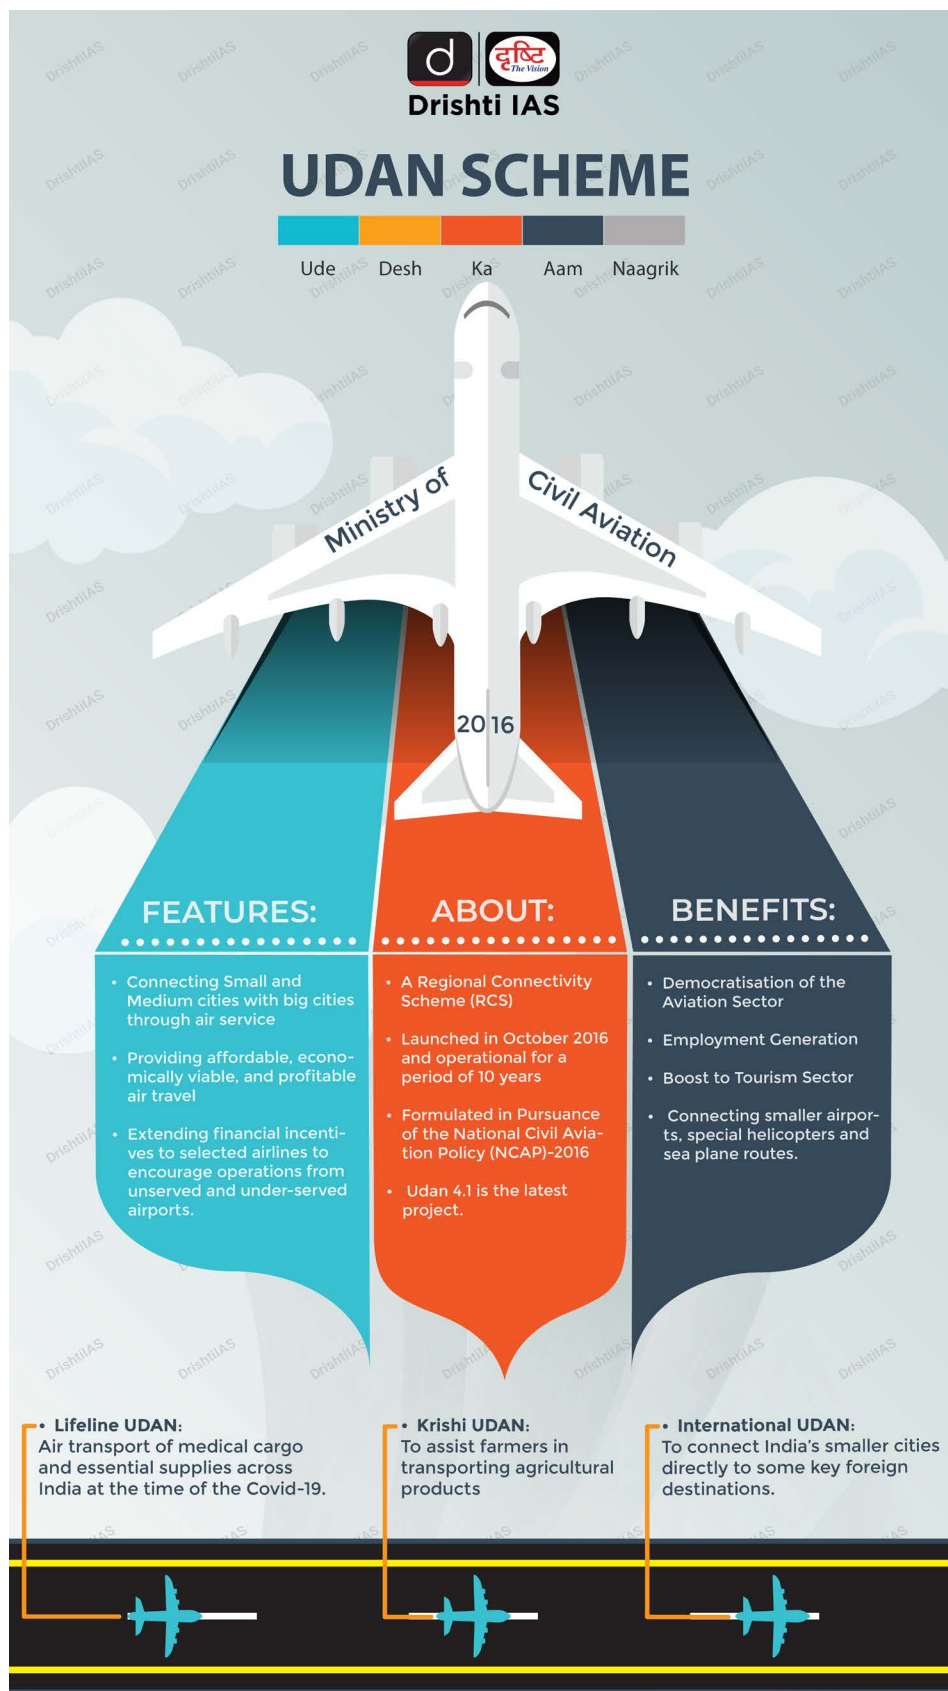 d
दृष्टि
The Vision
Drishti IAS
UDAN SCHEME
Ude Desh Ka Aam Naagrik
Ministry of Civil Aviation
2016
FEATURES:
• Connecting Small and
Medium cities with big cities
through air service
• Providing affordable, econo-
mically viable, and profitable
air travel
• Extending financial incenti-
ves to selected airlines to
encourage operations from
unserved and under-served
airports.
ABOUT:
• A Regional Connectivity
Scheme (RCS)
• Launched in October 2016
and operational for a
period of 10 years
• Formulated in Pursuance
of the National Civil Avia-
tion Policy (NCAP)-2016
• Udan 4.1 is the latest
project.
BENEFITS:
• Democratisation of the
Aviation Sector
• Employment Generation
• Boost to Tourism Sector
• Connecting smaller airpor-
ts, special helicopters and
sea plane routes.
• Lifeline UDAN:
Air transport of medical cargo
and essential supplies across
India at the time of the Covid-19.
• Krishi UDAN:
To assist farmers in
transporting agricultural
products
• International UDAN:
To connect India's smaller cities
directly to some key foreign
destinations.
DrishtiIAS